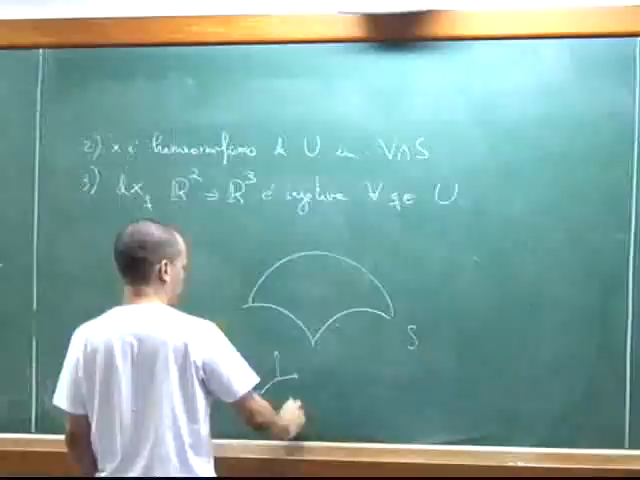 2) x é homeomorfismo de U em V∩S
3) dx_q ℝ² → ℝ³ é injetiva ∀ q ∈ U
S